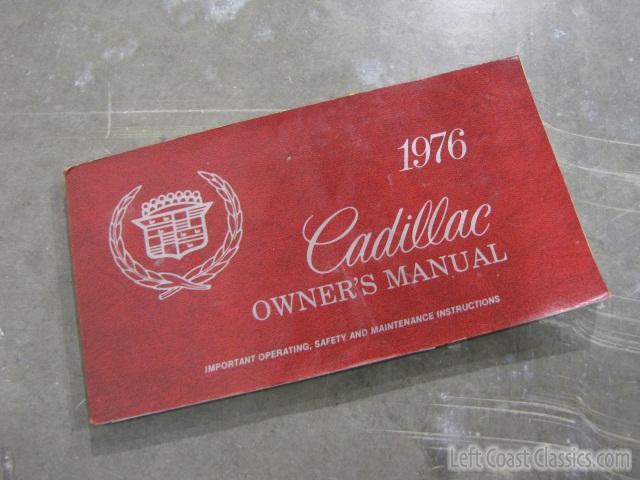 1976
Cadillac
OWNER'S MANUAL
IMPORTANT OPERATING, SAFETY AND MAINTENANCE INSTRUCTIONS
Left Coast Classics.com